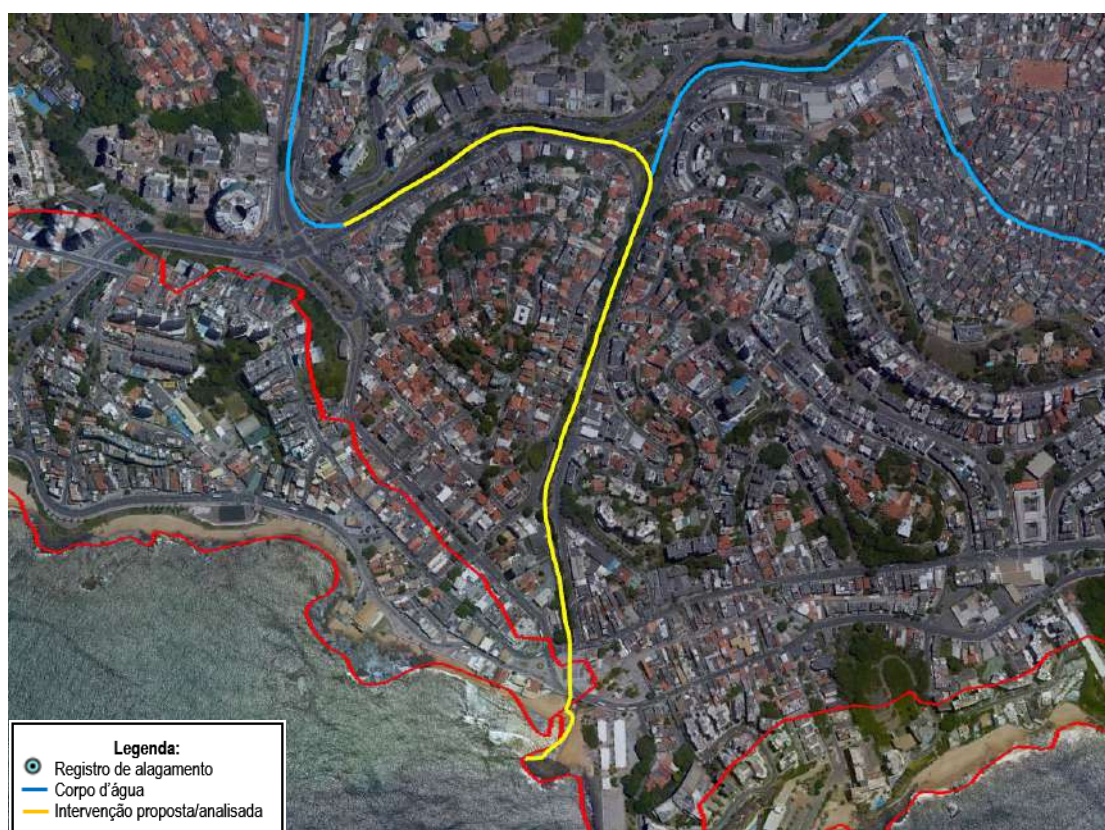 Legenda:
Registro de alagamento
Corpo d'água
Intervenção proposta/analisada